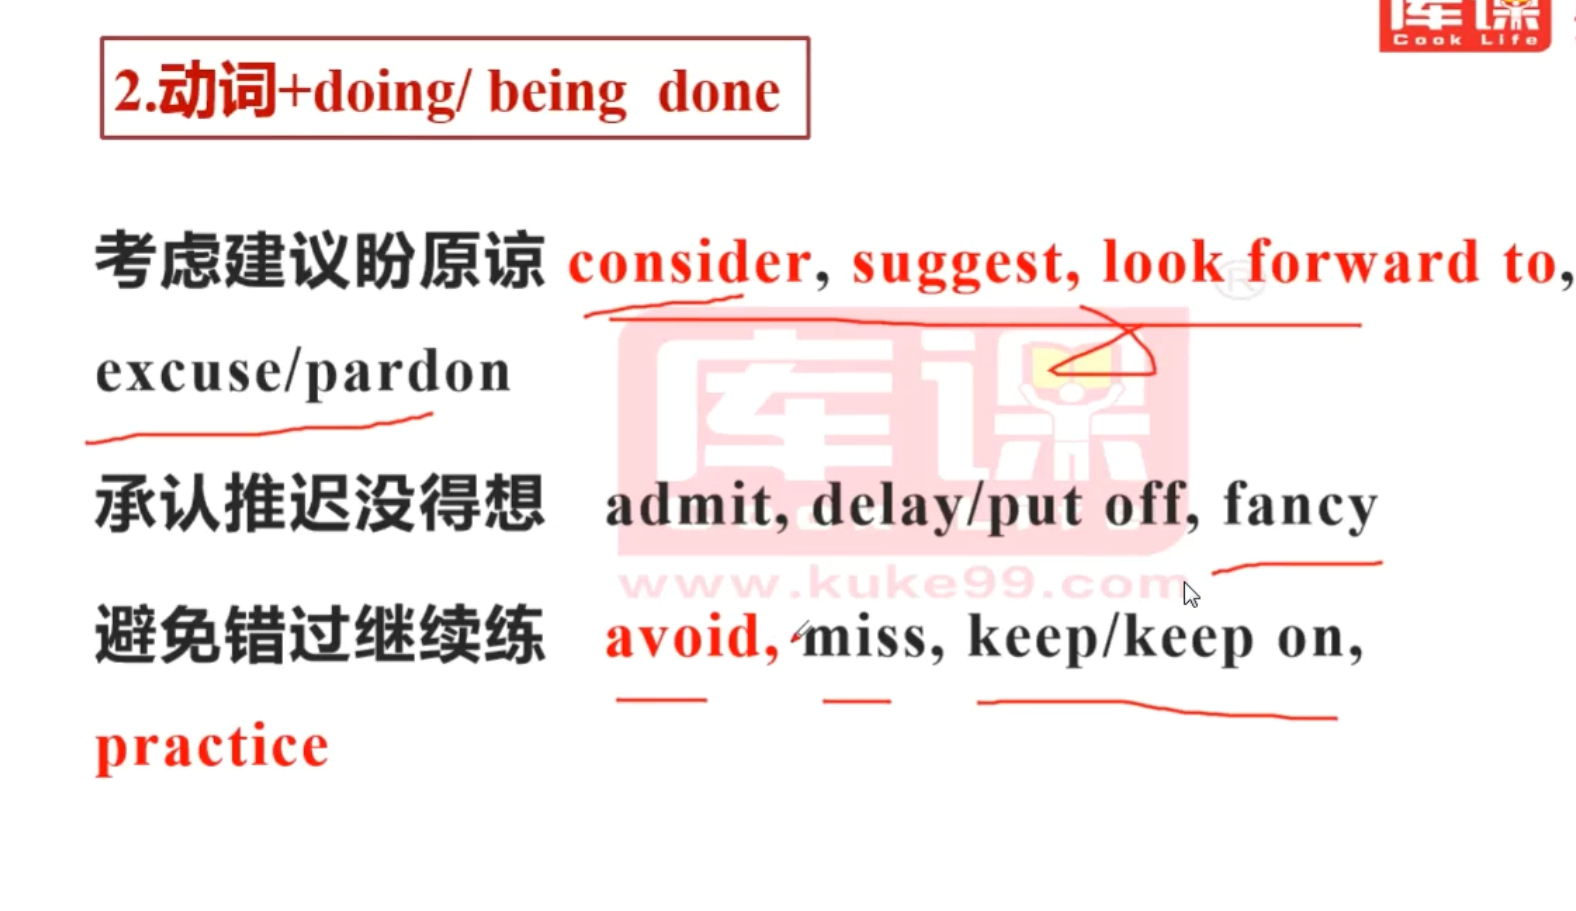 库课
Cook Life
2.动词+doing/ being done
考虑建议盼原谅 consider, suggest, look forward to,
excuse/pardon
承认推迟没得想 admit, delay/put off, fancy
避免错过继续练 avoid, miss, keep/keep on,
practice
库课
®
www.kuke99.com